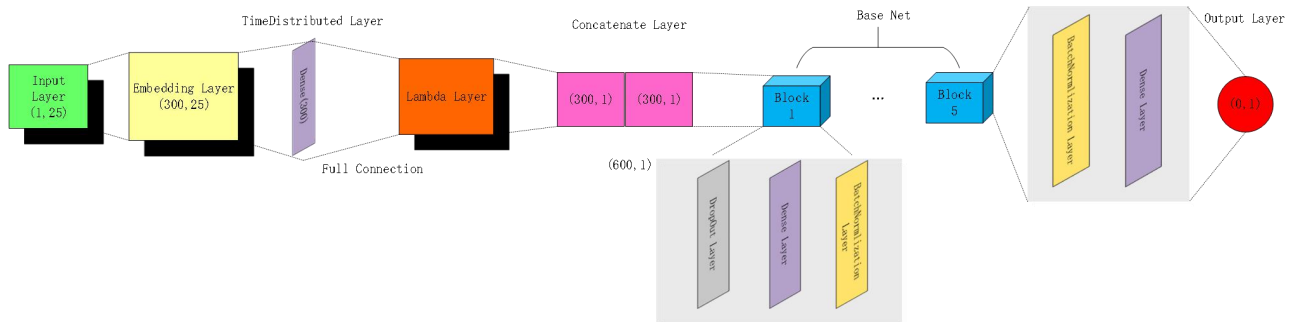 TimeDistributed Layer
Concatenate Layer
Base Net
Output Layer
Input
Layer
(1,25)
Embedding Layer
(300,25)
Dense(300)
Lambda Layer
(300,1)
(300,1)
Block
1
...
Block
5
BatchNormlization Layer
Dense Layer
(0,1)
Full Connection
(600,1)
DropOut Layer
Dense Layer
BatchNormlization
Layer